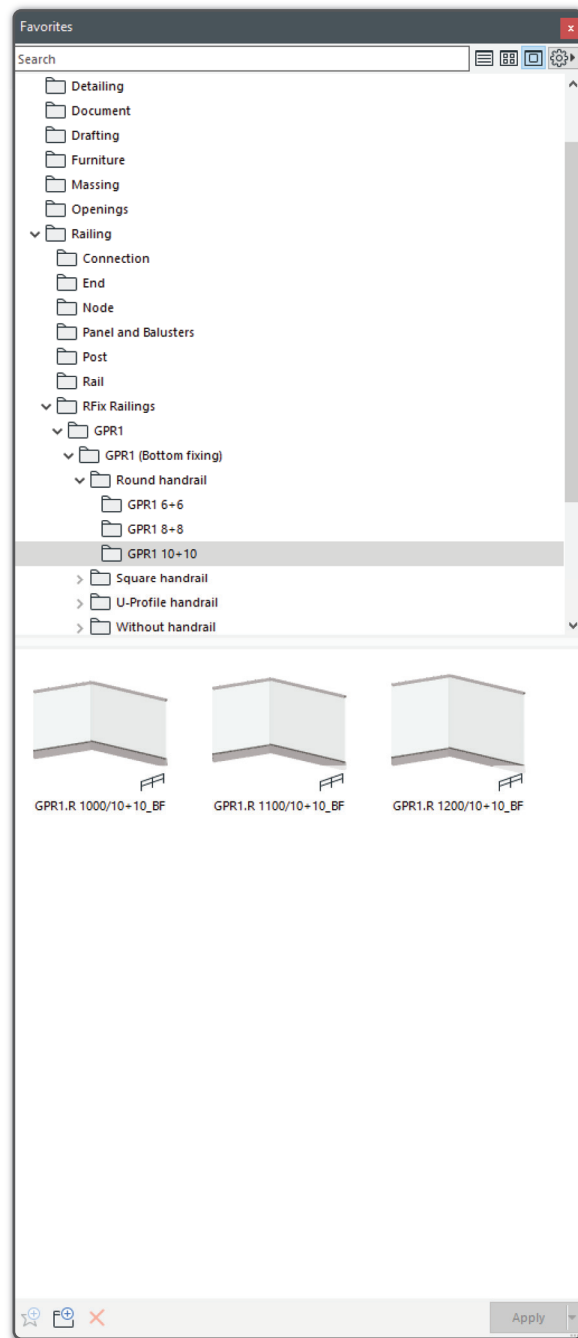 Favorites
x
Search
Detailing
Document
Drafting
Furniture
Massing
Openings
Railing
Connection
End
Node
Panel and Balusters
Post
Rail
RFix Railings
GPR1
GPR1 (Bottom fixing)
Round handrail
GPR1 6+6
GPR1 8+8
GPR1 10+10
Square handrail
U-Profile handrail
Without handrail
GPR1.R 1000/10+10_BF GPR1.R 1100/10+10_BF GPR1.R 1200/10+10_BF
Apply